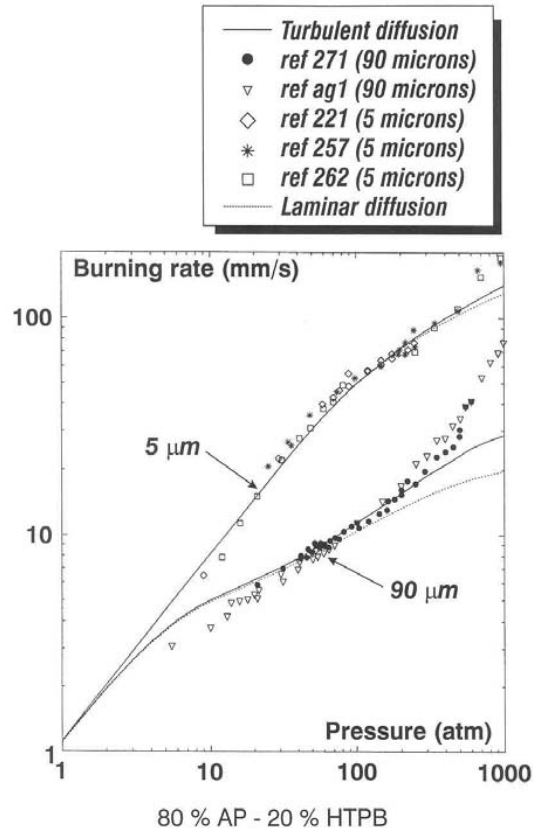 Turbulent diffusion
ref 271 (90 microns)
ref ag1 (90 microns)
ref 221 (5 microns)
ref 257 (5 microns)
ref 262 (5 microns)
Laminar diffusion
Burning rate (mm/s)
100
5 µm
10
90 µm
Pressure (atm)
1
1 10 100 1000
80 % AP - 20 % HTPB